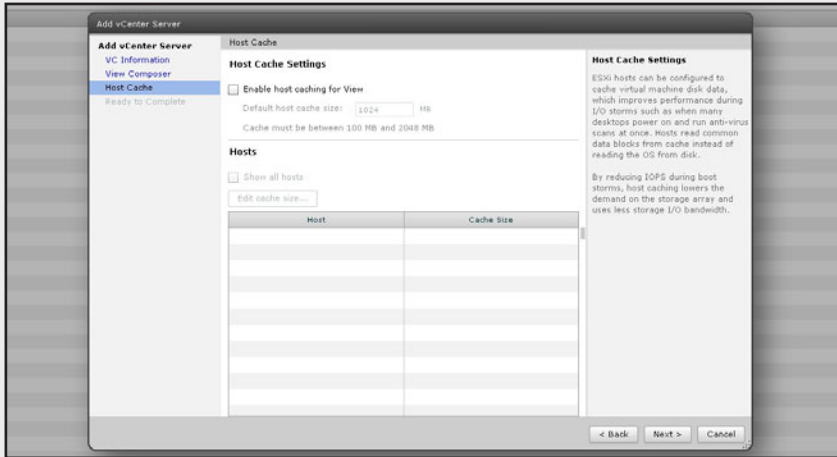 Add vCenter Server
Add vCenter Server
VC Information
View Composer
Host Cache
Ready to Complete
Host Cache
Host Cache Settings
Enable host caching for View
Default host cache size: 1024 MB
Cache must be between 100 MB and 2048 MB
Hosts
Show all hosts
Edit cache size...
Host Cache Size
Host Cache Settings
ESXi hosts can be configured to
cache virtual machine disk data,
which improves performance during
I/O storms such as when many
desktops power on and run anti-virus
scans at once. Hosts read common
data blocks from cache instead of
reading the OS from disk.
By reducing IOPS during boot
storms, host caching lowers the
demand on the storage array and
uses less storage I/O bandwidth.
< Back Next > Cancel